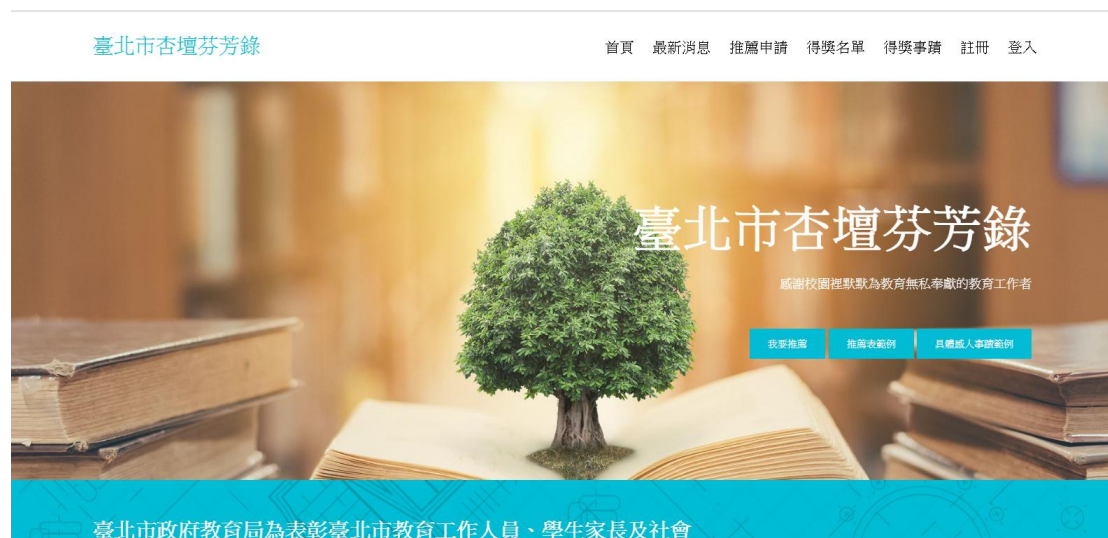 臺北市杏壇芬芳錄
首頁 最新消息 推薦申請 得獎名單 得獎事蹟 註冊 登入
臺北市杏壇芬芳錄
感謝校園裡默默為教育無私奉獻的教育工作者
我要推薦 推薦表範例 具體感人事蹟範例
臺北市政府教育局為表彰臺北市教育工作人員、學生家長及社會